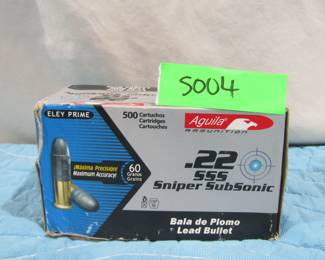 S004
ELEY PRIME
500 Cartuchos
Cartridges
Cartouches
Aguila
AMMUNITION
¡Máxima Precisión!
Maximum Accuracy!
60
Granos
Grains
.22
SSS
Sniper SubSonic
Bala de Plomo
Lead Bullet